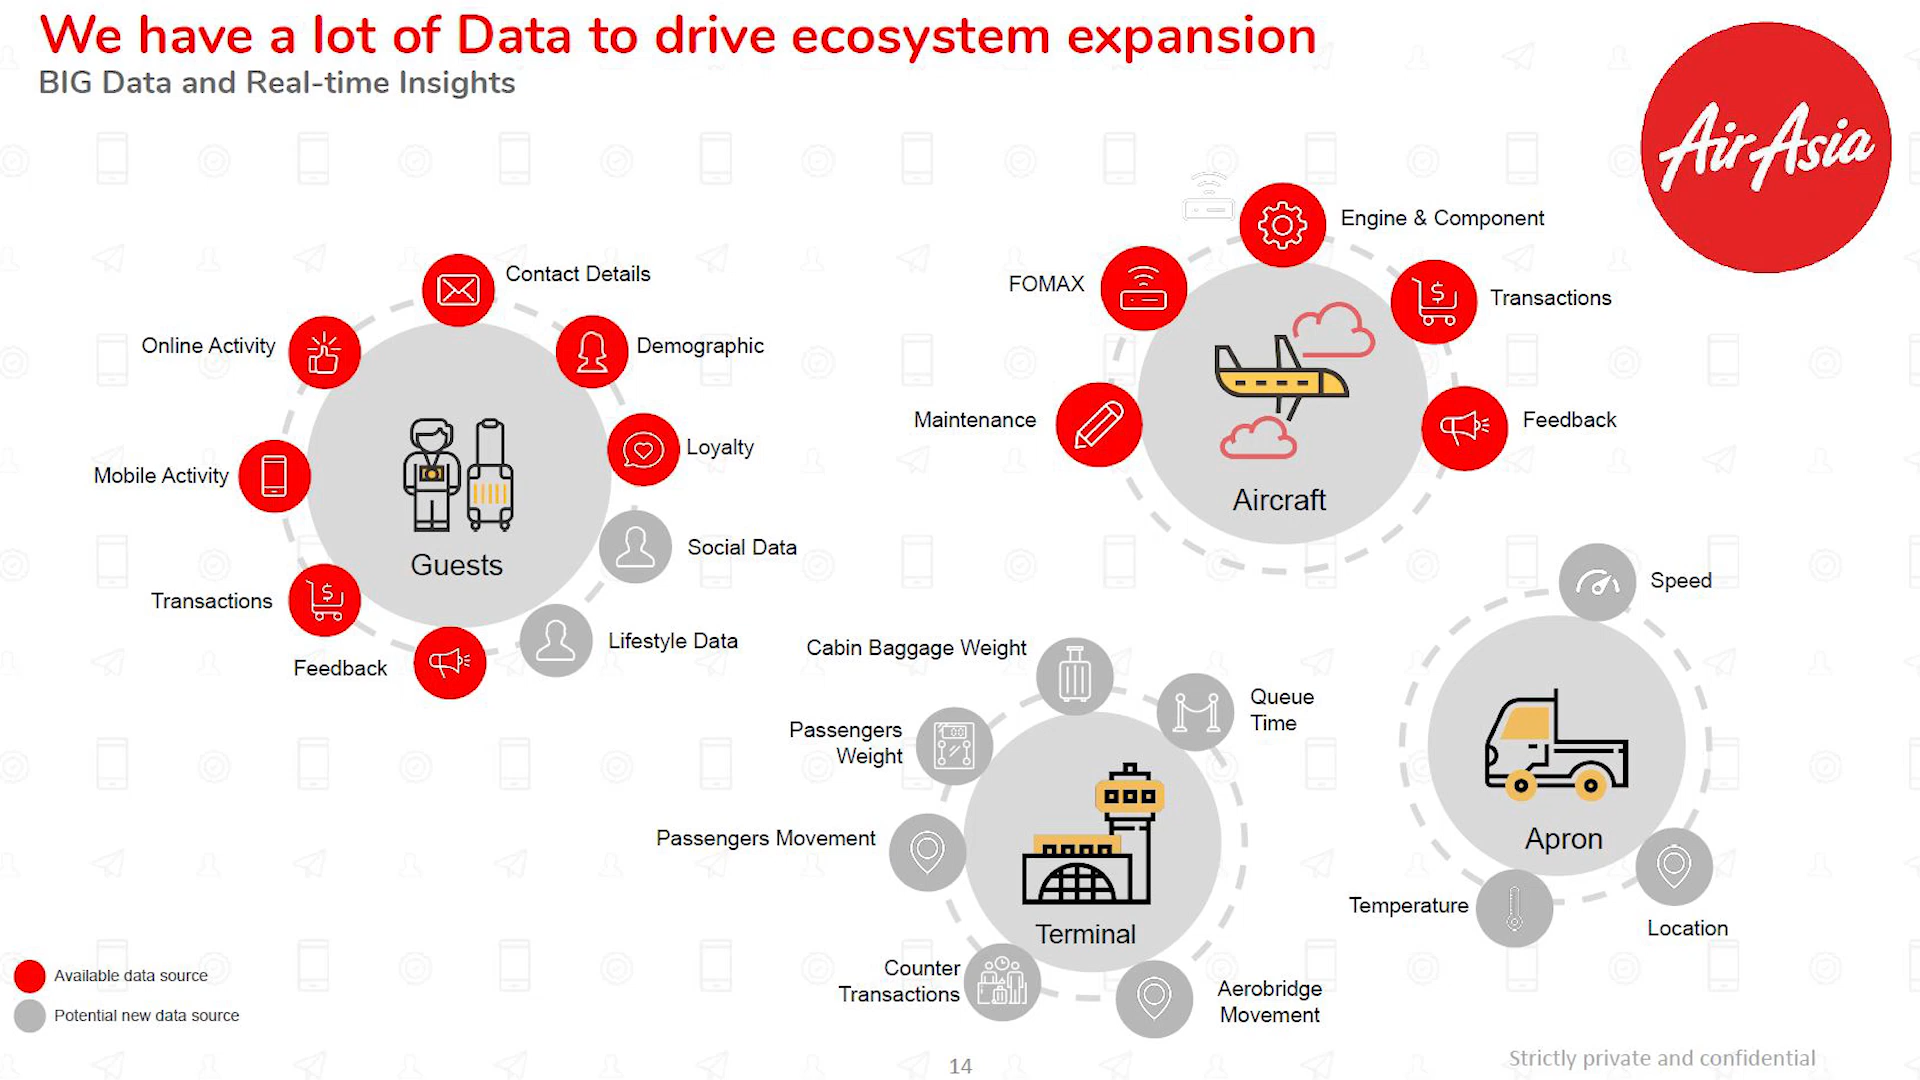 We have a lot of Data to drive ecosystem expansion
BIG Data and Real-time Insights
AirAsia
Contact Details
Online Activity
Demographic
Loyalty
Mobile Activity
Social Data
Guests
Transactions
Lifestyle Data
Feedback
Engine & Component
FOMAX
Transactions
Maintenance
Feedback
Aircraft
Speed
Cabin Baggage Weight
Queue
Time
Passengers
Weight
Passengers Movement
Apron
Temperature
Location
Terminal
Counter
Transactions
Aerobridge
Movement
Available data source
Potential new data source
14
Strictly private and confidential